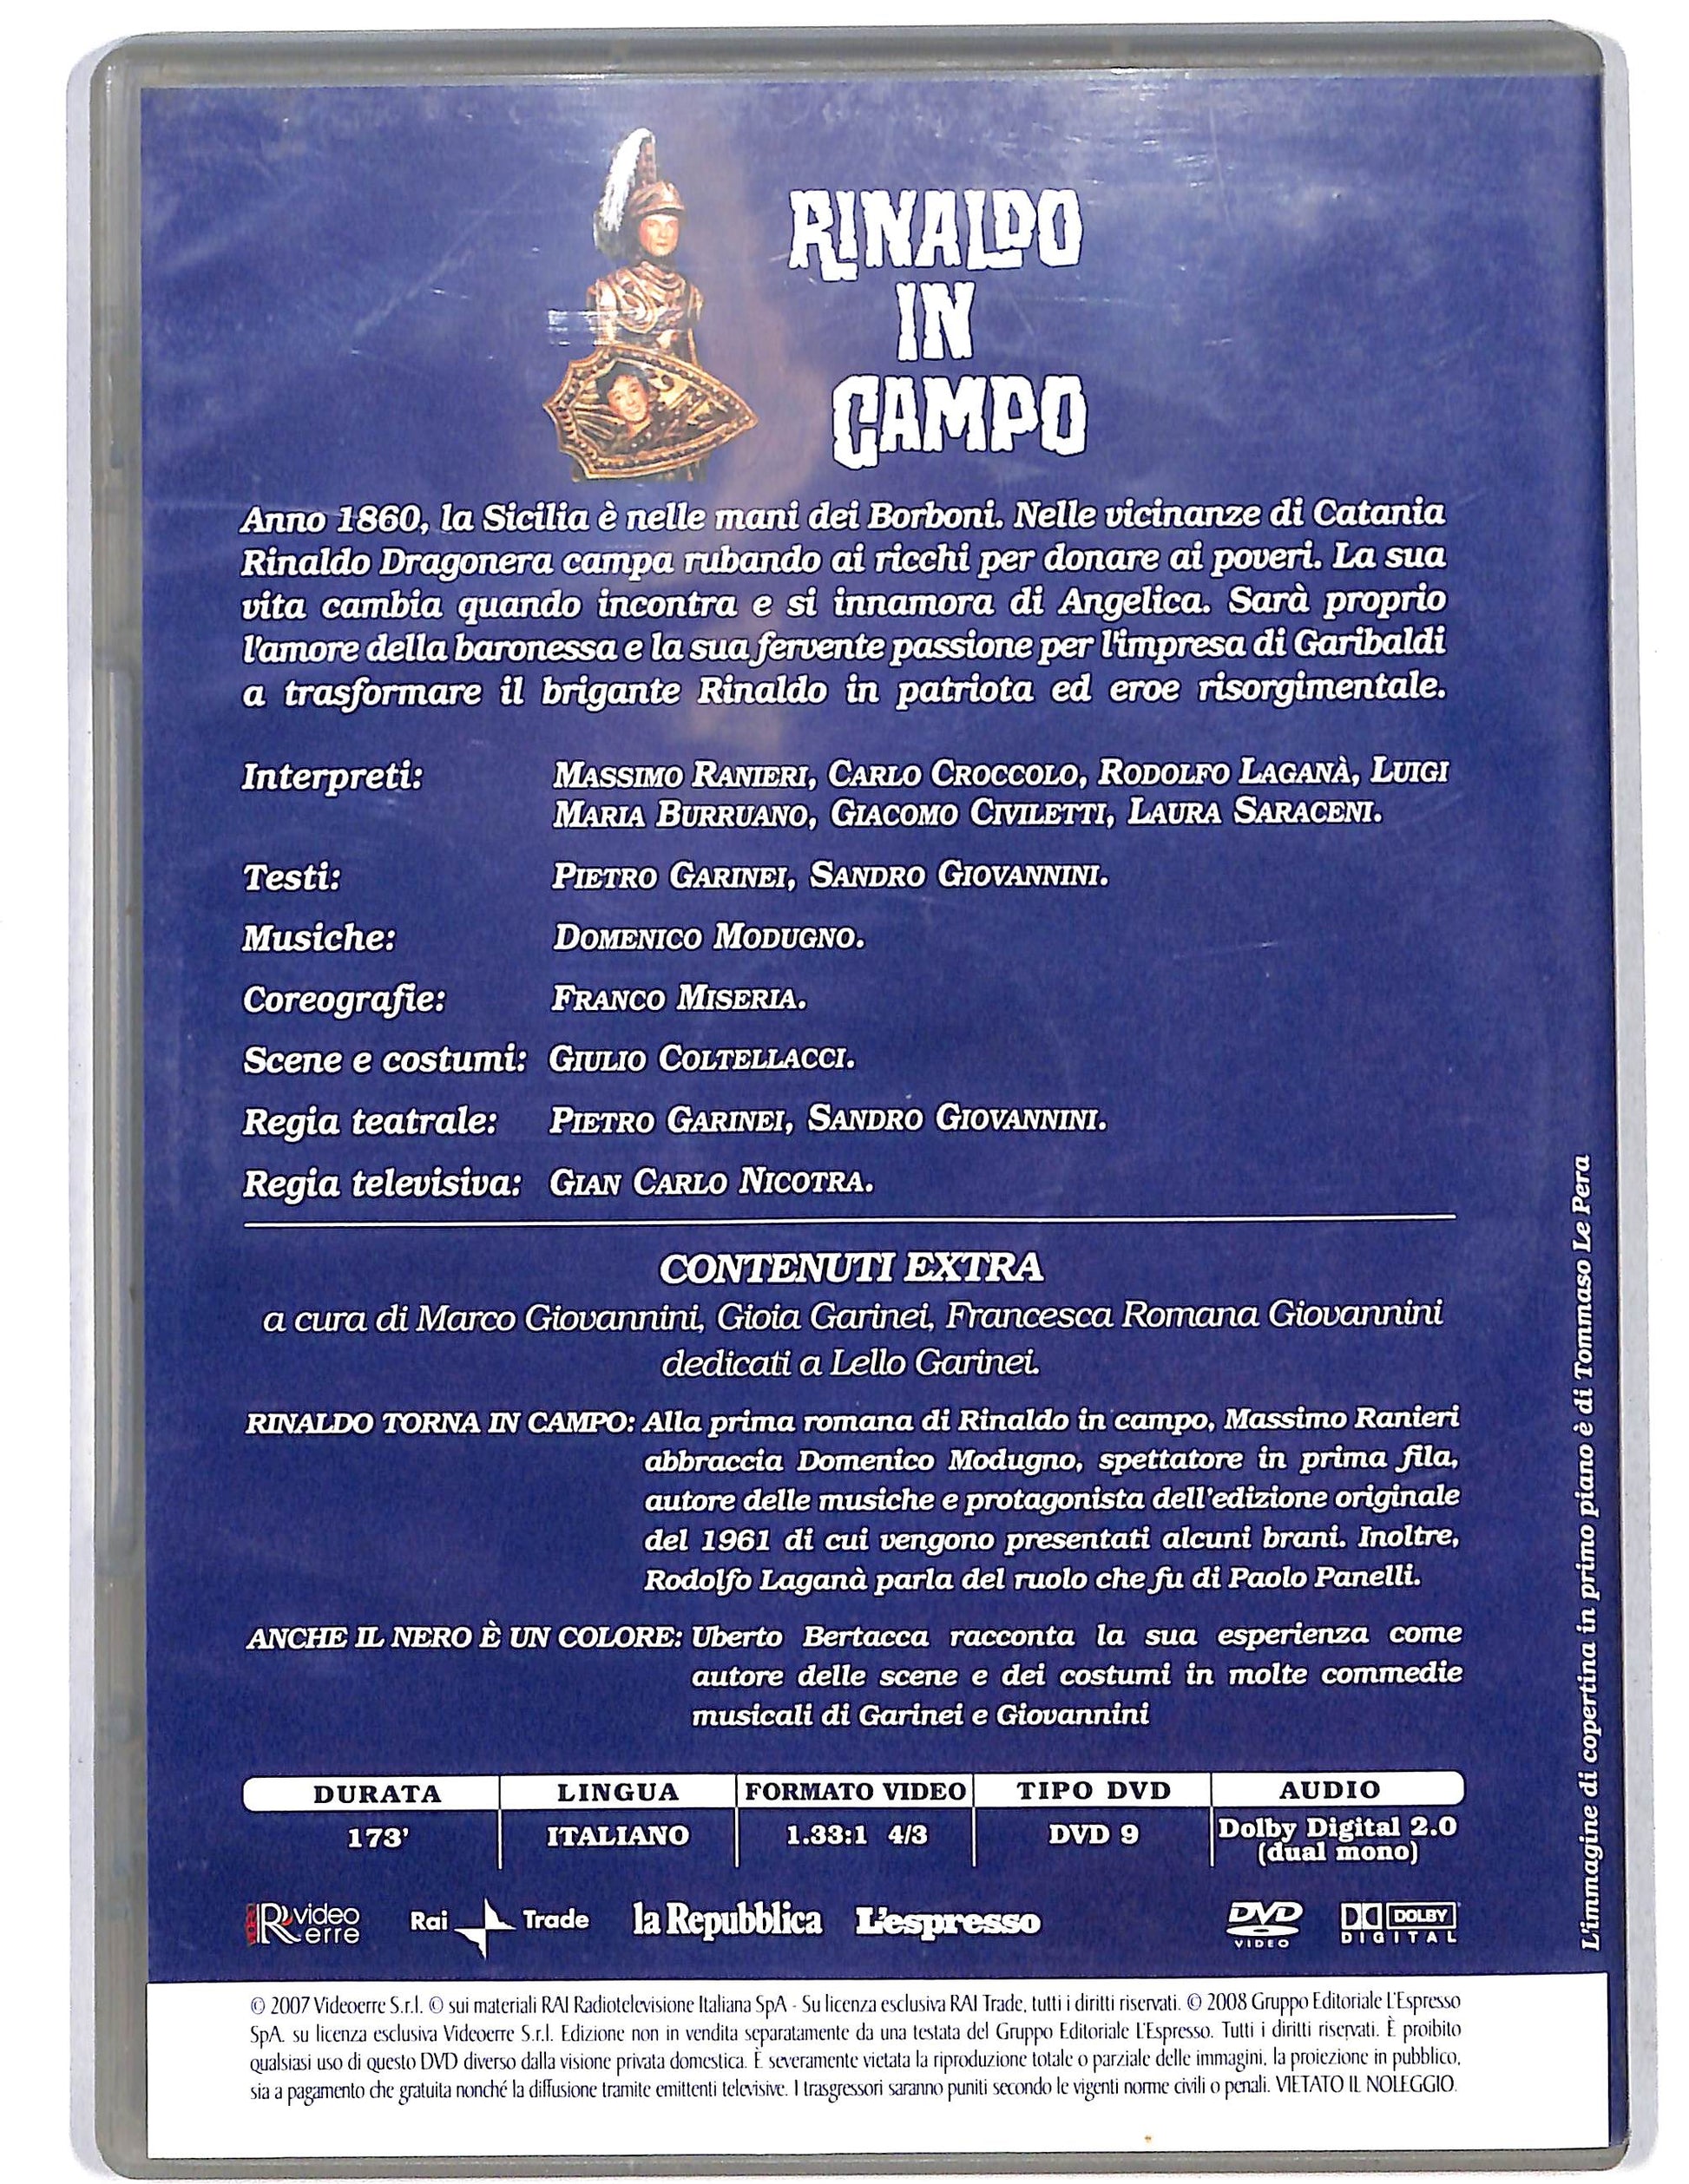 RINALDO
IN
CAMPO
Anno 1860, la Sicilia è nelle mani dei Borboni. Nelle vicinanze di Catania
Rinaldo Dragonera campa rubando ai ricchi per donare ai poveri. La sua
vita cambia quando incontra e si innamora di Angelica. Sarà proprio
l'amore della baronessa e la sua fervente passione per l'impresa di Garibaldi
a trasformare il brigante Rinaldo in patriota ed eroe risorgimentale.
Interpreti: MASSIMO RANIERI, CARLO CROCCOLO, RODOLFO LAGANÀ, LUIGI
MARIA BURRUANO, GIACOMO CIVILETTI, LAURA SARACENI.
Testi: PIETRO GARINEI, SANDRO GIOVANNINI.
Musiche: DOMENICO MODUGNO.
Coreografie: FRANCO MISERIA.
Scene e costumi: GIULIO COLTELLACCI.
Regia teatrale: PIETRO GARINEI, SANDRO GIOVANNINI.
Regia televisiva: GIAN CARLO NICOTRA.
CONTENUTI EXTRA
a cura di Marco Giovannini, Gioia Garinei, Francesca Romana Giovannini
dedicati a Lello Garinei.
RINALDO TORNA IN CAMPO: Alla prima romana di Rinaldo in campo, Massimo Ranieri
abbraccia Domenico Modugno, spettatore in prima fila,
autore delle musiche e protagonista dell'edizione originale
del 1961 di cui vengono presentati alcuni brani. Inoltre,
Rodolfo Laganà parla del ruolo che fu di Paolo Panelli.
ANCHE IL NERO È UN COLORE: Uberto Bertacca racconta la sua esperienza come
autore delle scene e dei costumi in molte commedie
musicali di Garinei e Giovannini
DURATA LINGUA FORMATO VIDEO TIPO DVD AUDIO
173' ITALIANO 1.33:1 4/3 DVD 9 Dolby Digital 2.0
(dual mono)
R video erre Rai Trade la Repubblica L'espresso DVD VIDEO DOLBY DIGITAL
© 2007 Videoerre S.r.l. © sui materiali RAI Radiotelevisione Italiana SpA - Su licenza esclusiva RAI Trade, tutti i diritti riservati. © 2008 Gruppo Editoriale L'Espresso
SpA. su licenza esclusiva Videoerre S.r.l. Edizione non in vendita separatamente da una testata del Gruppo Editoriale L'Espresso. Tutti i diritti riservati. È proibito
qualsiasi uso di questo DVD diverso dalla visione privata domestica. È severamente vietata la riproduzione totale o parziale delle immagini, la proiezione in pubblico,
sia a pagamento che gratuita nonché la diffusione tramite emittenti televisive. I trasgressori saranno puniti secondo le vigenti norme civili o penali. VIETATO IL NOLEGGIO.
L'immagine di copertina in primo piano è di Tommaso Le Pera